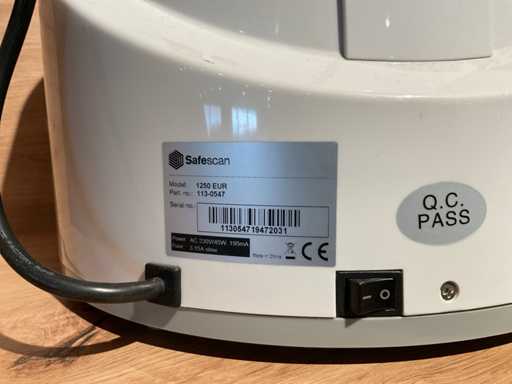 Safescan
Model: 1250 EUR
Part. no.: 113-0547
Serial no.:
113054719472031
Power: AC 230V/45W, 195mA
Fuse: 3.15A slow
Made in China
CE
Q.C.
PASS